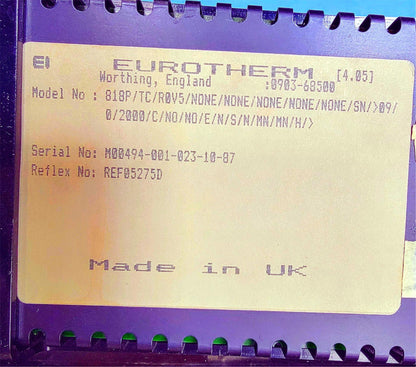 EI EUROTHERM [4.05]
Worthing, England :0903-68500
Model No : 818P/TC/R0V5/NONE/NONE/NONE/NONE/NONE/SN/>09/
0/2000/C/NO/NO/E/N/S/N/MN/MN/H/>
Serial No: M00494-001-023-10-87
Reflex No: REF05275D
Made in UK